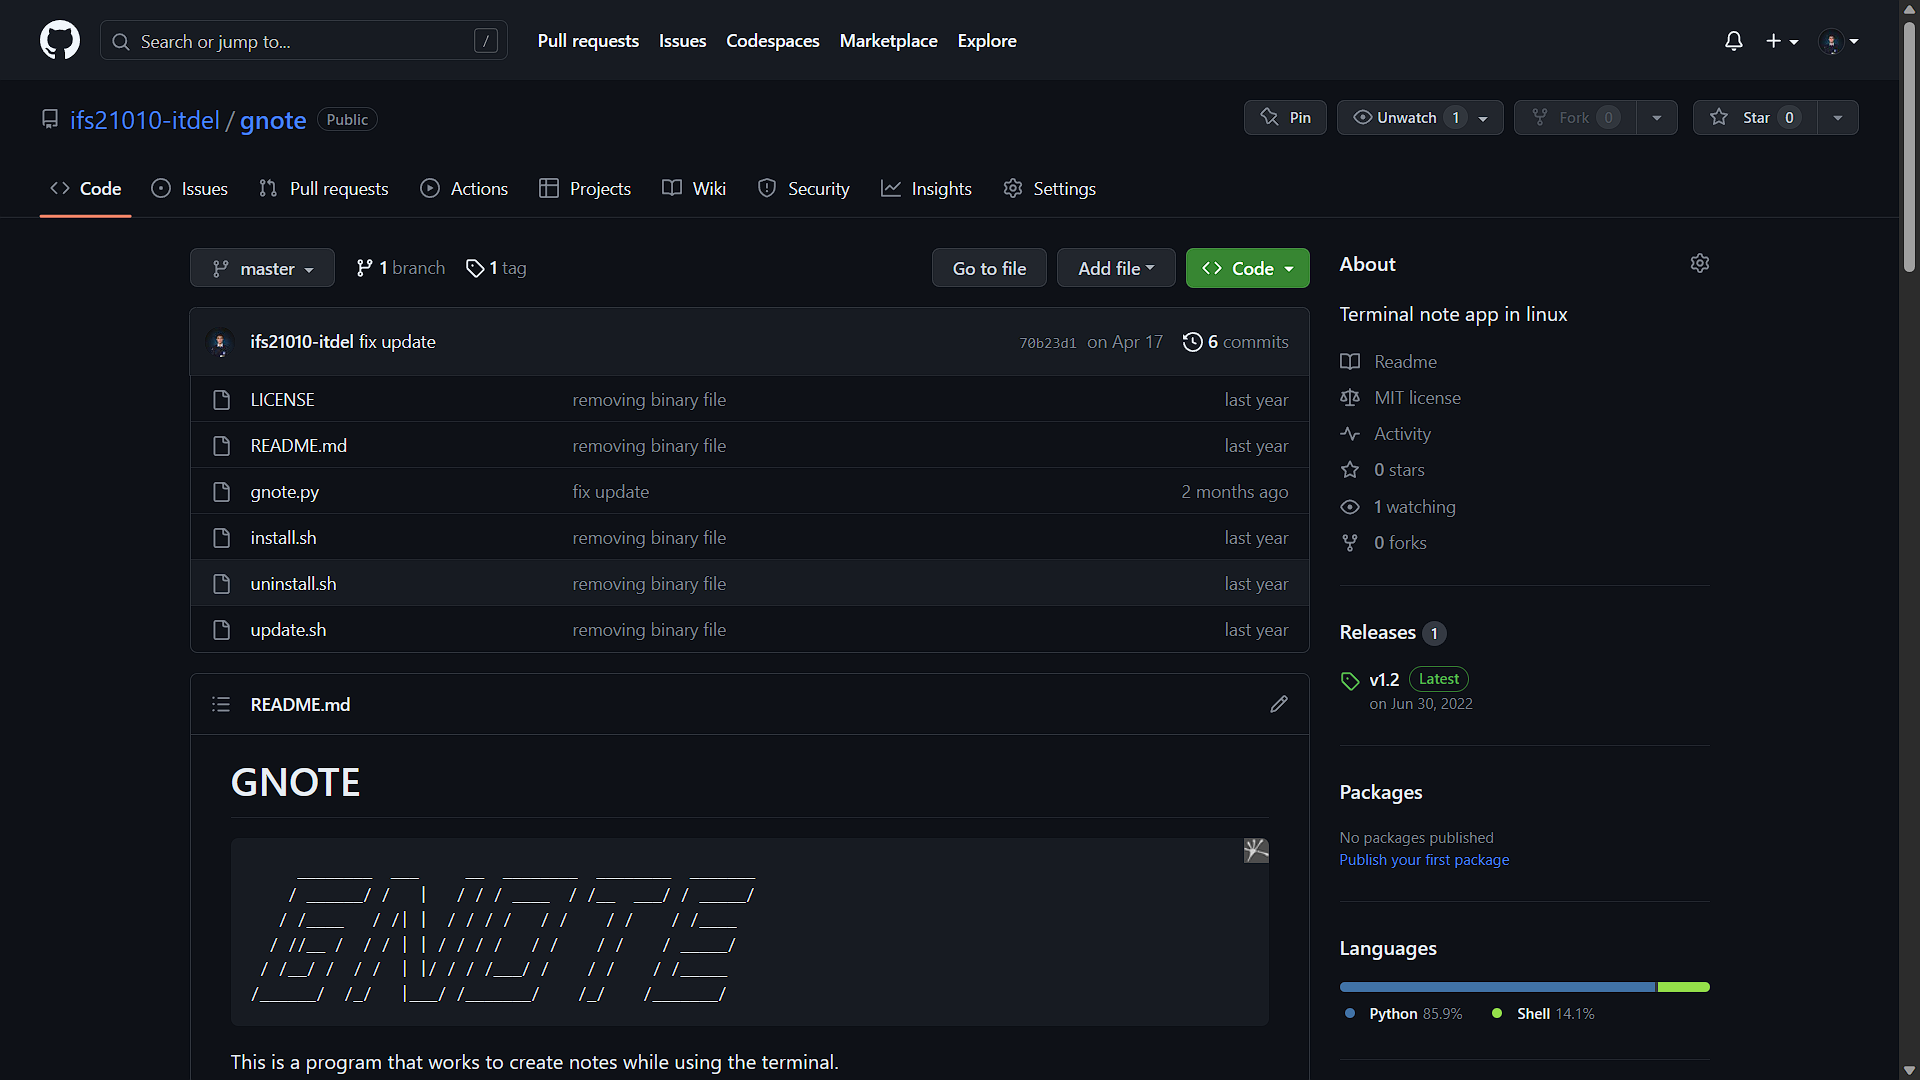 Search or jump to... /
Pull requests Issues Codespaces Marketplace Explore
ifs21010-itdel / gnote Public
Pin Unwatch 1 Fork 0 Star 0
Code Issues Pull requests Actions Projects Wiki Security Insights Settings
master 1 branch 1 tag Go to file Add file Code
ifs21010-itdel fix update 70b23d1 on Apr 17 6 commits
LICENSE removing binary file last year
README.md removing binary file last year
gnote.py fix update 2 months ago
install.sh removing binary file last year
uninstall.sh removing binary file last year
update.sh removing binary file last year
README.md
GNOTE
GNOTE
This is a program that works to create notes while using the terminal.
About
Terminal note app in linux
Readme
MIT license
Activity
0 stars
1 watching
0 forks
Releases 1
v1.2 Latest
on Jun 30, 2022
Packages
No packages published
Publish your first package
Languages
Python 85.9% Shell 14.1%